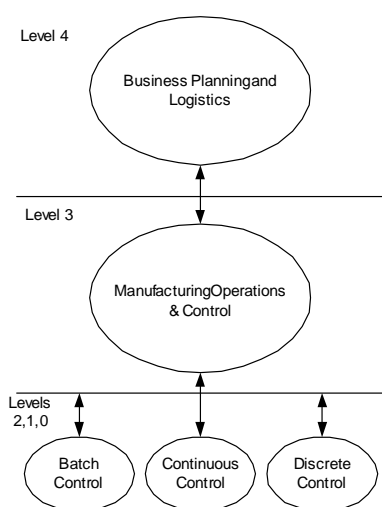 Level 4
Business Planningand
Logistics
Level 3
ManufacturingOperations
& Control
Levels
2,1,0
Batch
Control
Continuous
Control
Discrete
Control